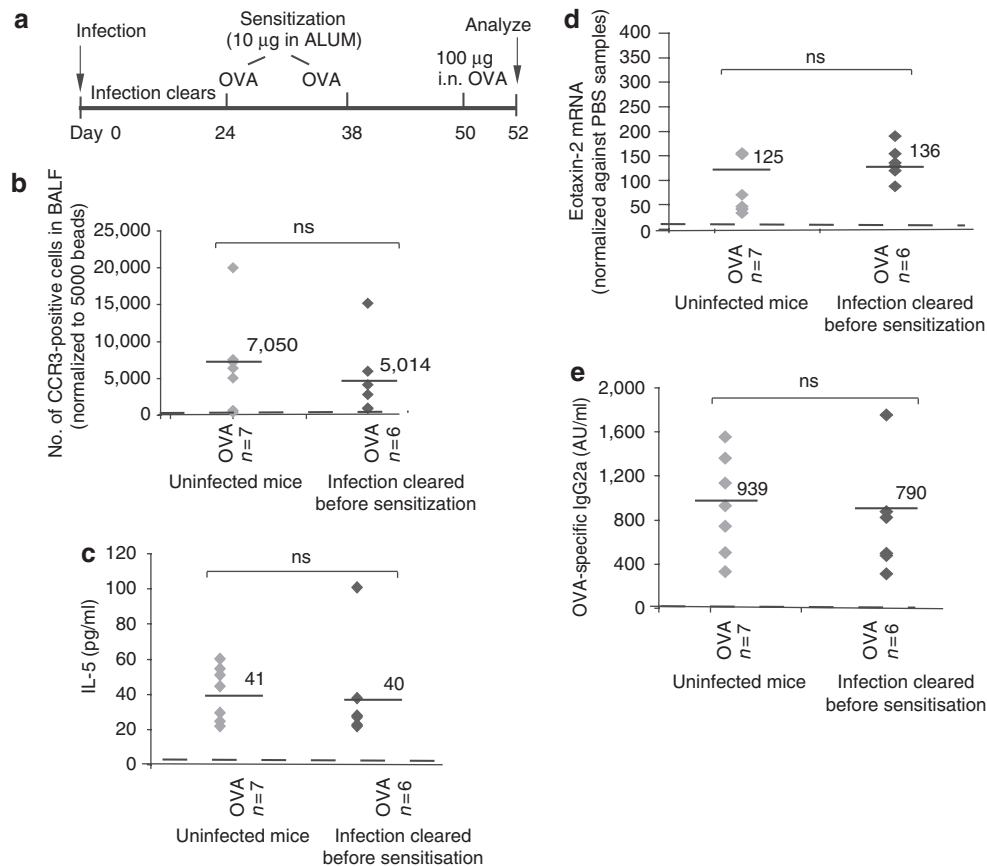 a
Infection
Sensitization
(10 µg in ALUM)
Analyze
OVA OVA
100 µg
i.n. OVA
Infection clears
Day 0 24 38 50 52
b
No. of CCR3-positive cells in BALF
(normalized to 5000 beads)
25,000
20,000
15,000
10,000
5,000
0
ns
7,050
5,014
OVA
n=7
OVA
n=6
Uninfected mice
Infection cleared
before sensitization
c
IL-5 (pg/ml)
120
100
80
60
40
20
0
ns
41
40
OVA
n=7
OVA
n=6
Uninfected mice
Infection cleared
before sensitisation
d
Eotaxin-2 mRNA
(normalized against PBS samples)
400
350
300
250
200
150
100
50
0
ns
125
136
OVA
n=7
OVA
n=6
Uninfected mice
Infection cleared
before sensitization
e
OVA-specific IgG2a (AU/ml)
2,000
1,600
1,200
800
400
0
ns
939
790
OVA
n=7
OVA
n=6
Uninfected mice
Infection cleared
before sensitisation